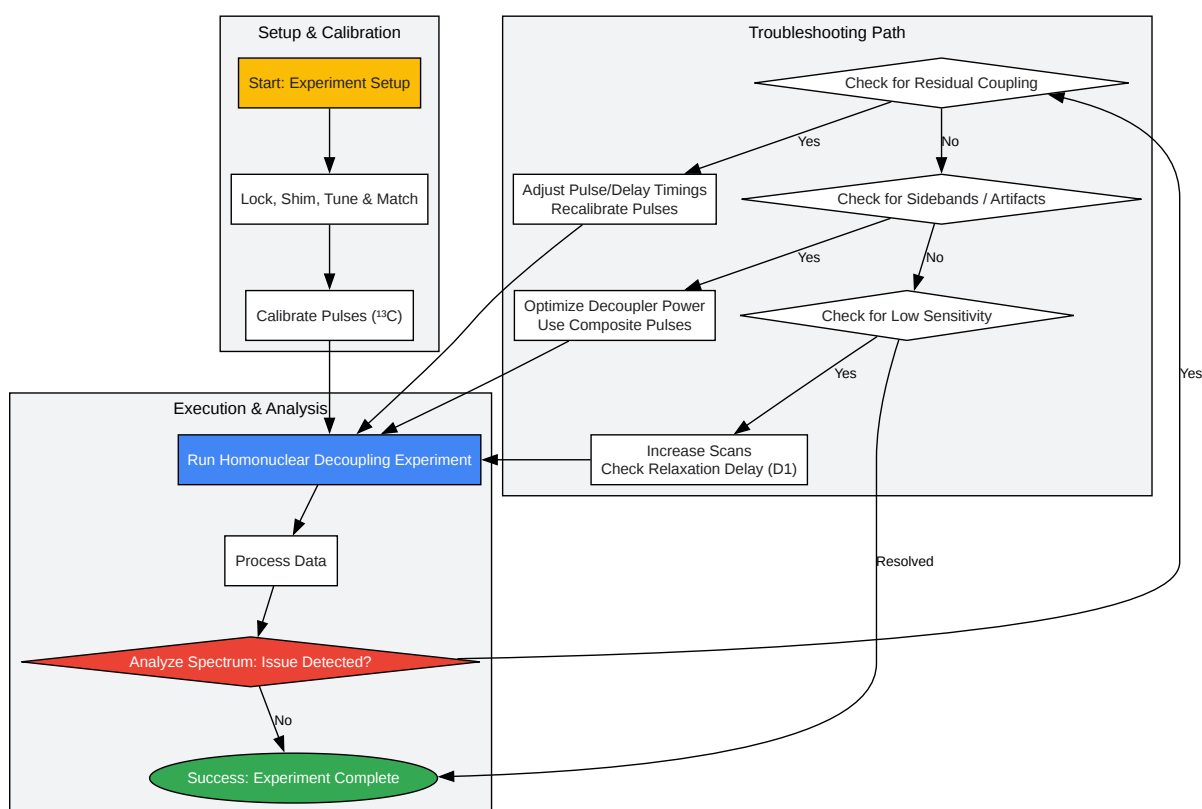 Setup & Calibration
Start: Experiment Setup
Lock, Shim, Tune & Match
Calibrate Pulses (¹³C)
Troubleshooting Path
Check for Residual Coupling
Yes
No
Adjust Pulse/Delay Timings
Recalibrate Pulses
Check for Sidebands / Artifacts
Yes
No
Optimize Decoupler Power
Use Composite Pulses
Check for Low Sensitivity
Yes
Yes
Increase Scans
Check Relaxation Delay (D1)
Execution & Analysis
Run Homonuclear Decoupling Experiment
Process Data
Resolved
Analyze Spectrum: Issue Detected?
No
Success: Experiment Complete